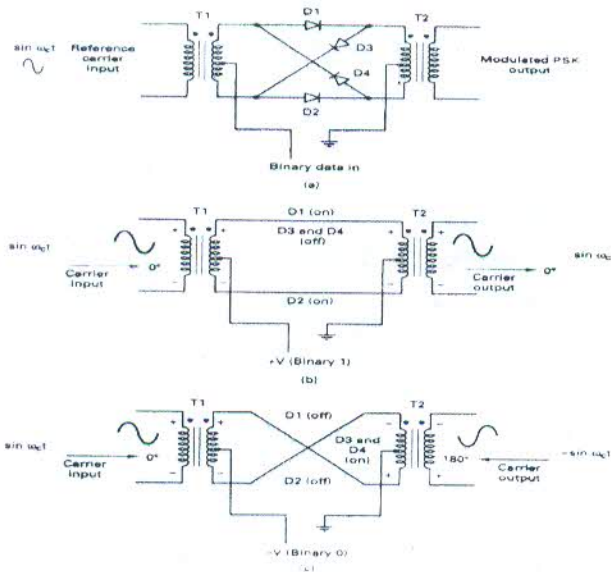 T1
D1
T2
sin ωct
Reference carrier input
D3
D4
Modulated PSK output
D2
Binary data in
(a)
T1
D1 (on)
T2
D3 and D4 (off)
sin ωct
Carrier input
0°
Carrier output
0°
sin ωc
D2 (on)
+V (Binary 1)
(b)
T1
T2
D1 (off)
D3 and D4 (on)
sin ωct
Carrier input
0°
180°
Carrier output
-sin ωct
D2 (off)
-V (Binary 0)
(c)